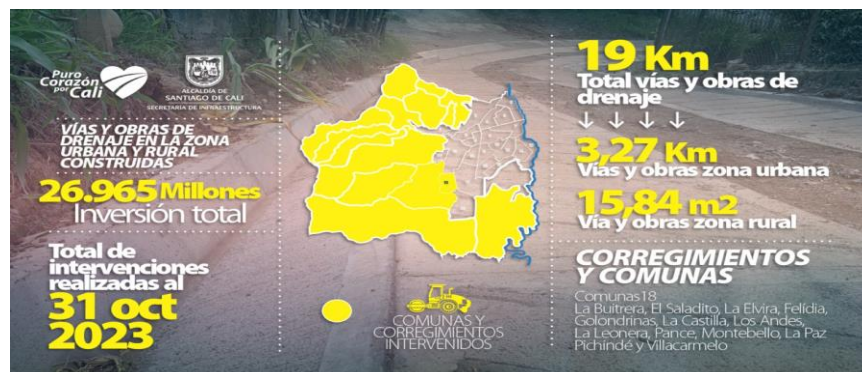 Puro
Corazón
por Cali
ALCALDÍA DE
SANTIAGO DE CALI
SECRETARÍA DE INFRAESTRUCTURA
VÍAS Y OBRAS DE
DRENAJE EN LA ZONA
URBANA Y RURAL
CONSTRUIDAS
26.965 Millones
Inversión total
Total de
intervenciones
realizadas al
31 oct
2023
COMUNAS Y
CORREGIMIENTOS
INTERVENIDOS
19 Km
Total vías y obras de
drenaje
↓ ↓ ↓ ↓
3,27 Km
Vías y obras zona urbana
15,84 m2
Vía y obras zona rural
CORREGIMIENTOS
Y COMUNAS
Comunas18
La Buitrera, El Saladito, La Elvira, Felídia,
Golondrinas, La Castilla, Los Andes,
La Leonera, Pance, Montebello, La Paz
Pichindé y Villacarmelo